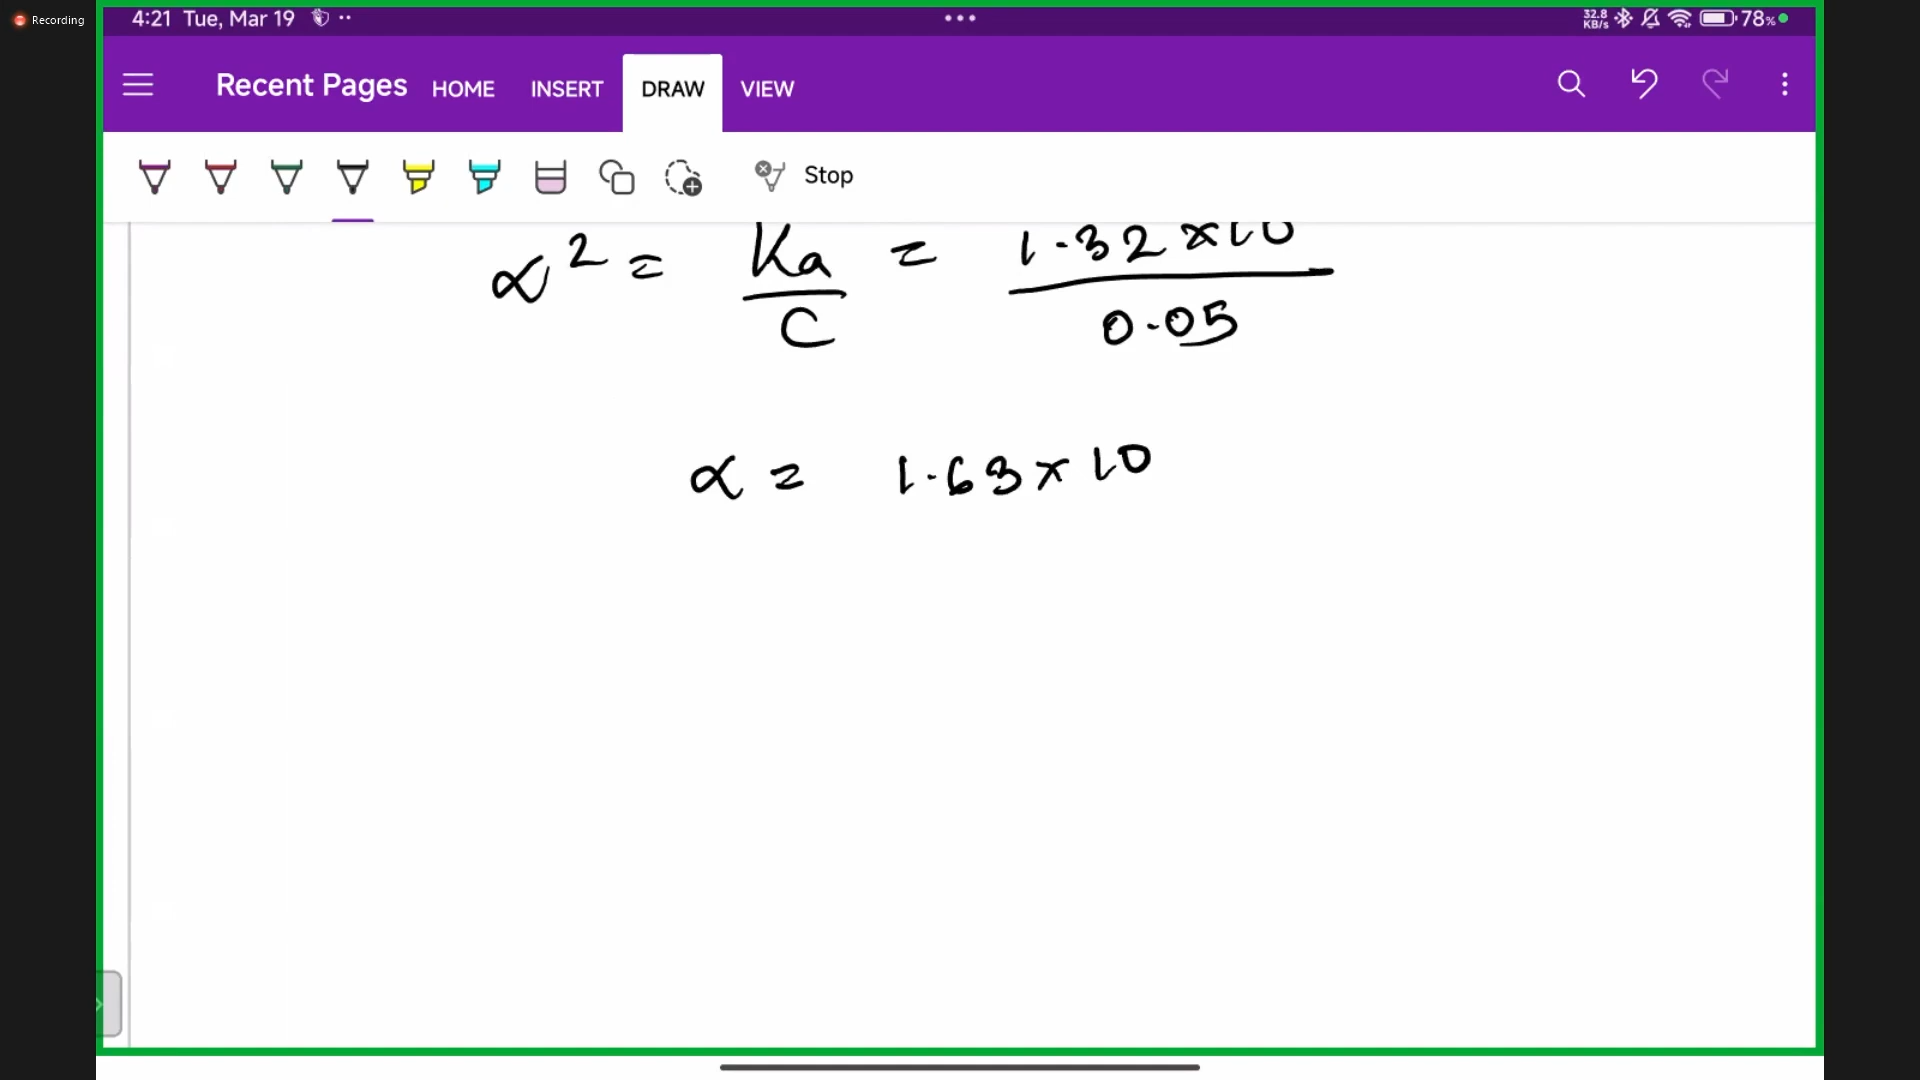 Recording
4:21 Tue, Mar 19
32.8 KB/s 78%
Recent Pages HOME INSERT DRAW VIEW
Stop
α² = Ka/C = 1.32 × 10/0.05
α = 1.63 × 10